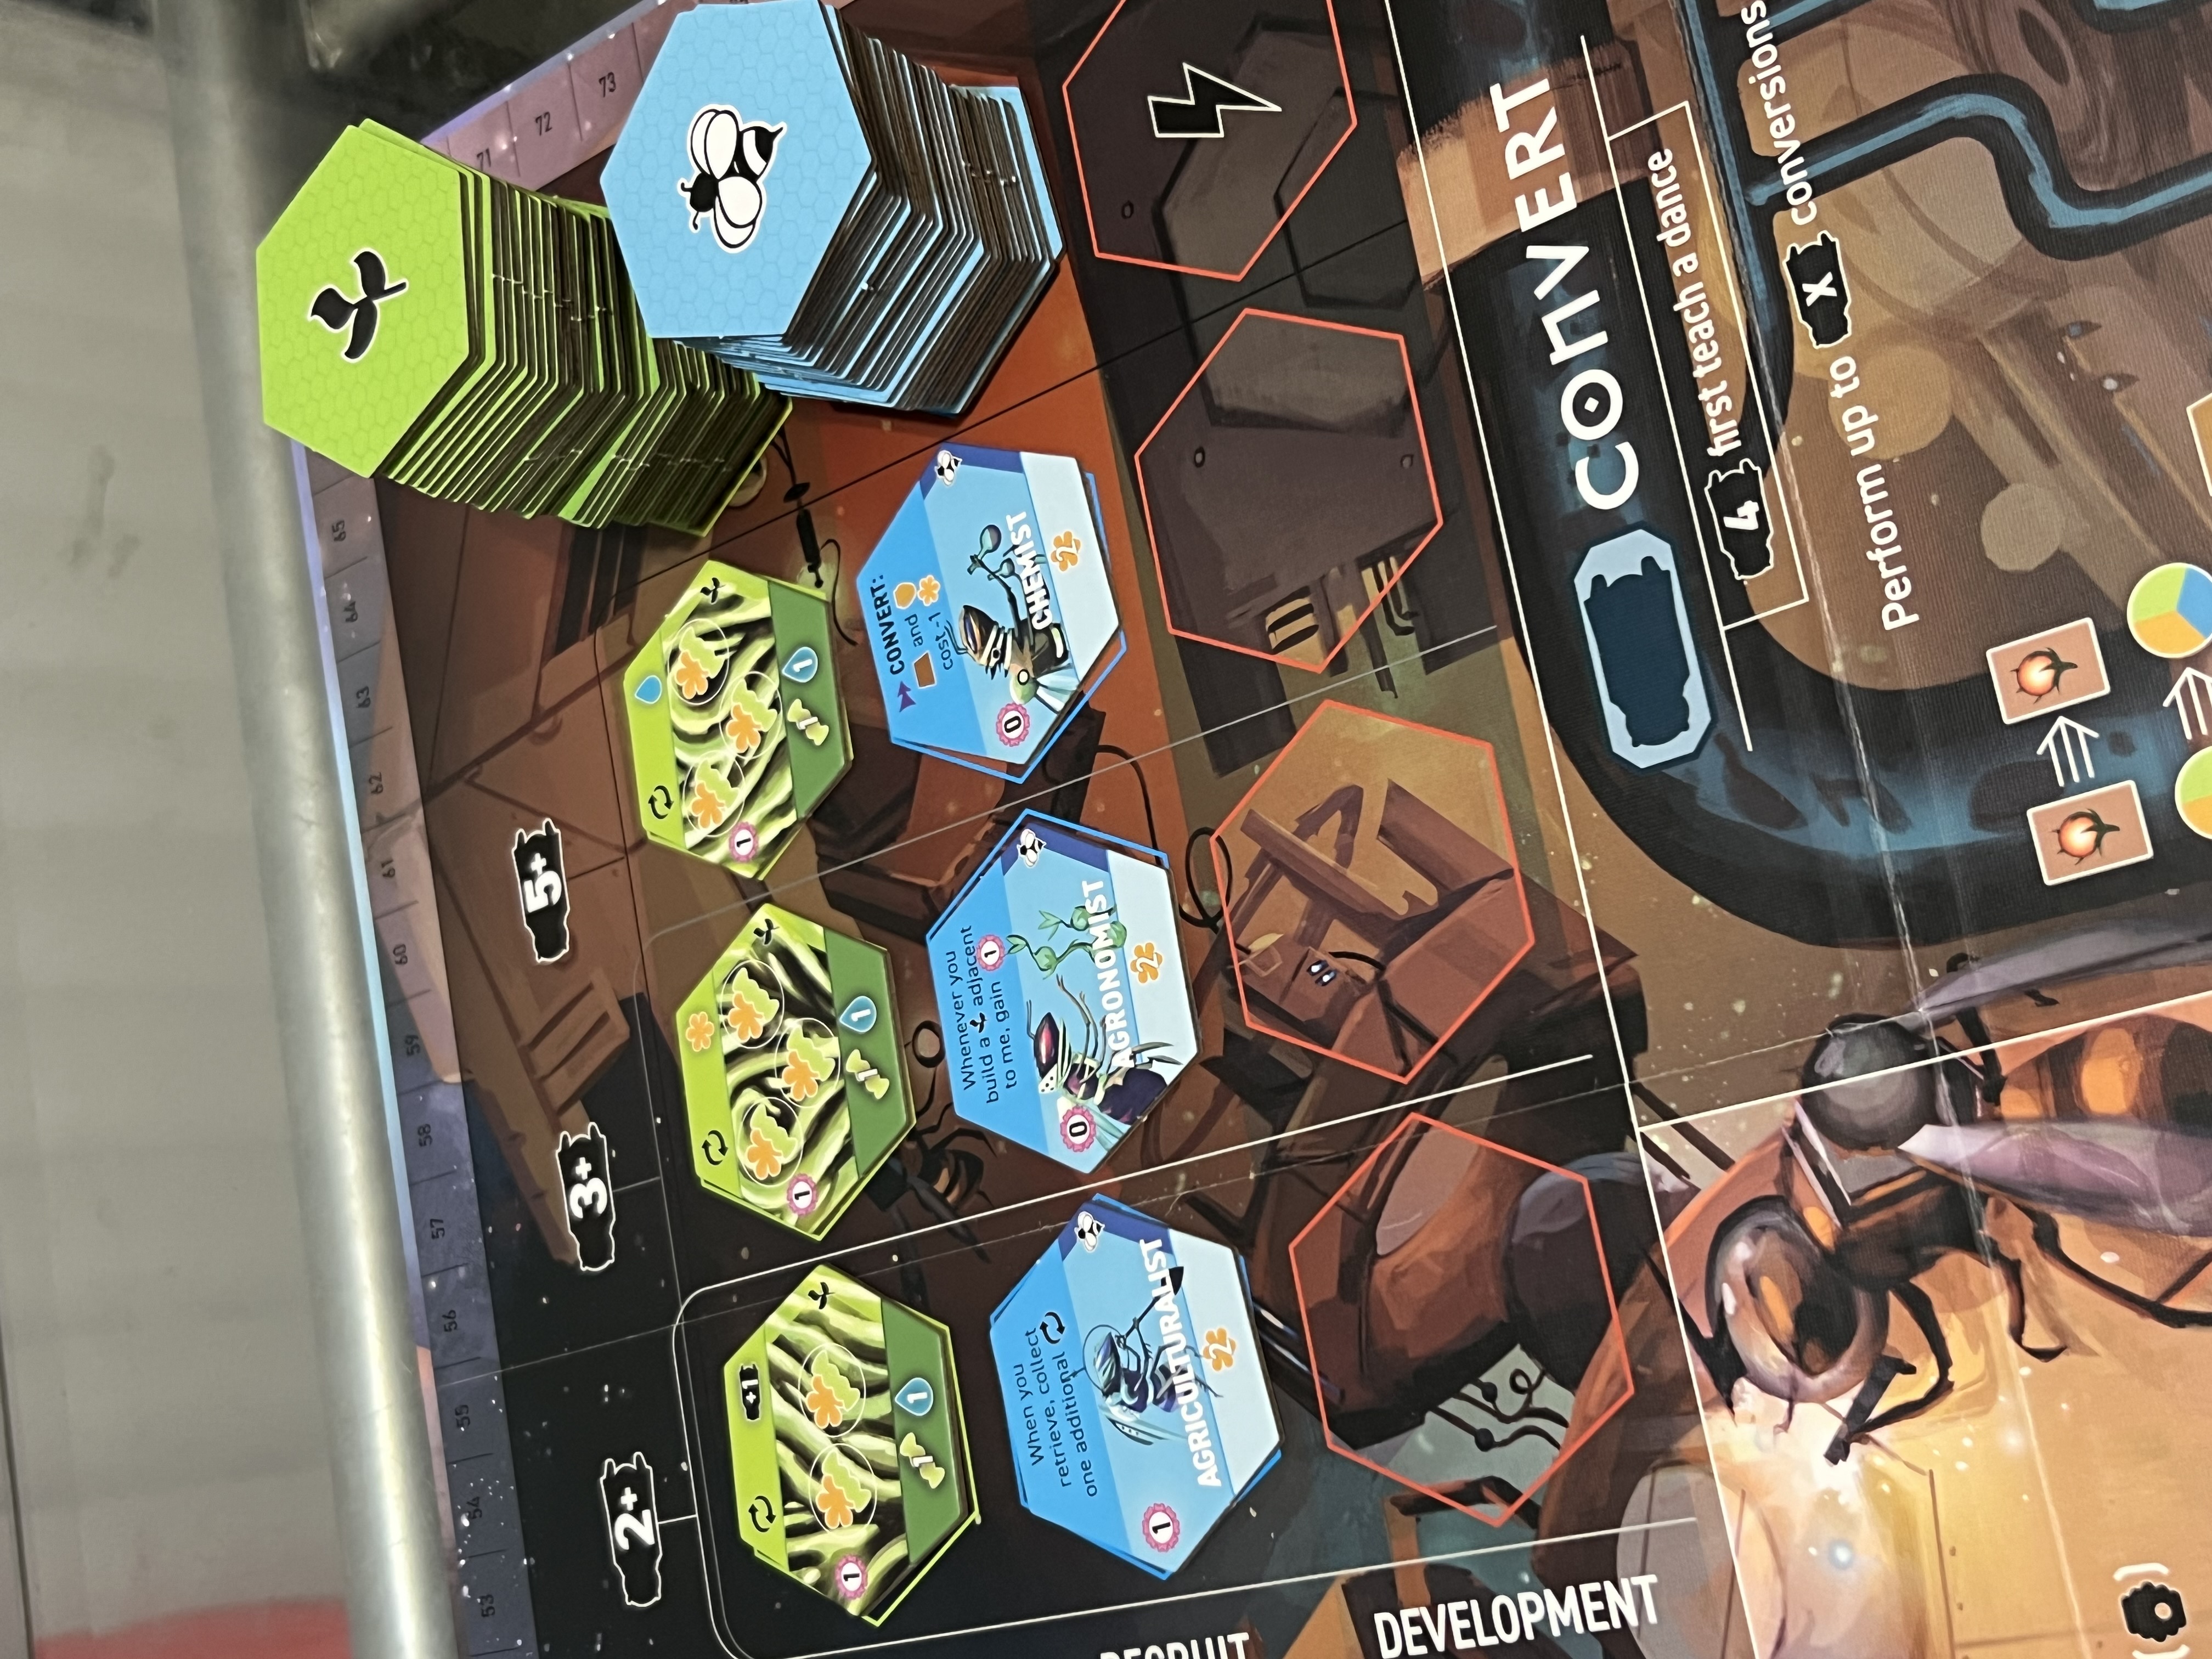 53 54 55 56 57 58 59 60 61 62 63 64 65
71
72
73
2+
3+
5+
+1
1
1 1
1
1 1
1
1 1
When you
retrieve, collect
one additional
1
AGRICULTURALIST
2
Whenever you
build a adjacent
to me, gain 1
0
AGRONOMIST
2
CONVERT:
and
cost -1
0
CHEMIST
2
DEVELOPMENT
CONVERT
4 first teach a dance
Perform up to X conversions